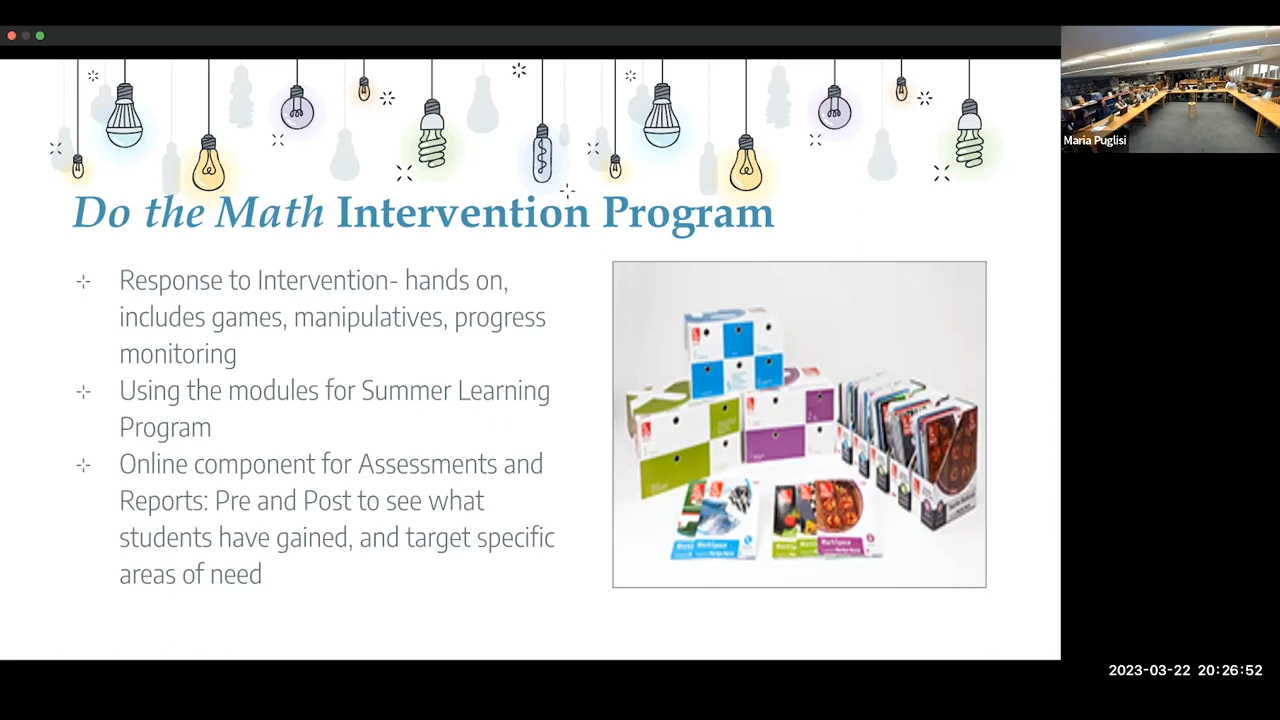 Maria Puglisi
Do the Math Intervention Program
Response to Intervention- hands on,
includes games, manipulatives, progress
monitoring
Using the modules for Summer Learning
Program
Online component for Assessments and
Reports: Pre and Post to see what
students have gained, and target specific
areas of need
2023-03-22 20:26:52